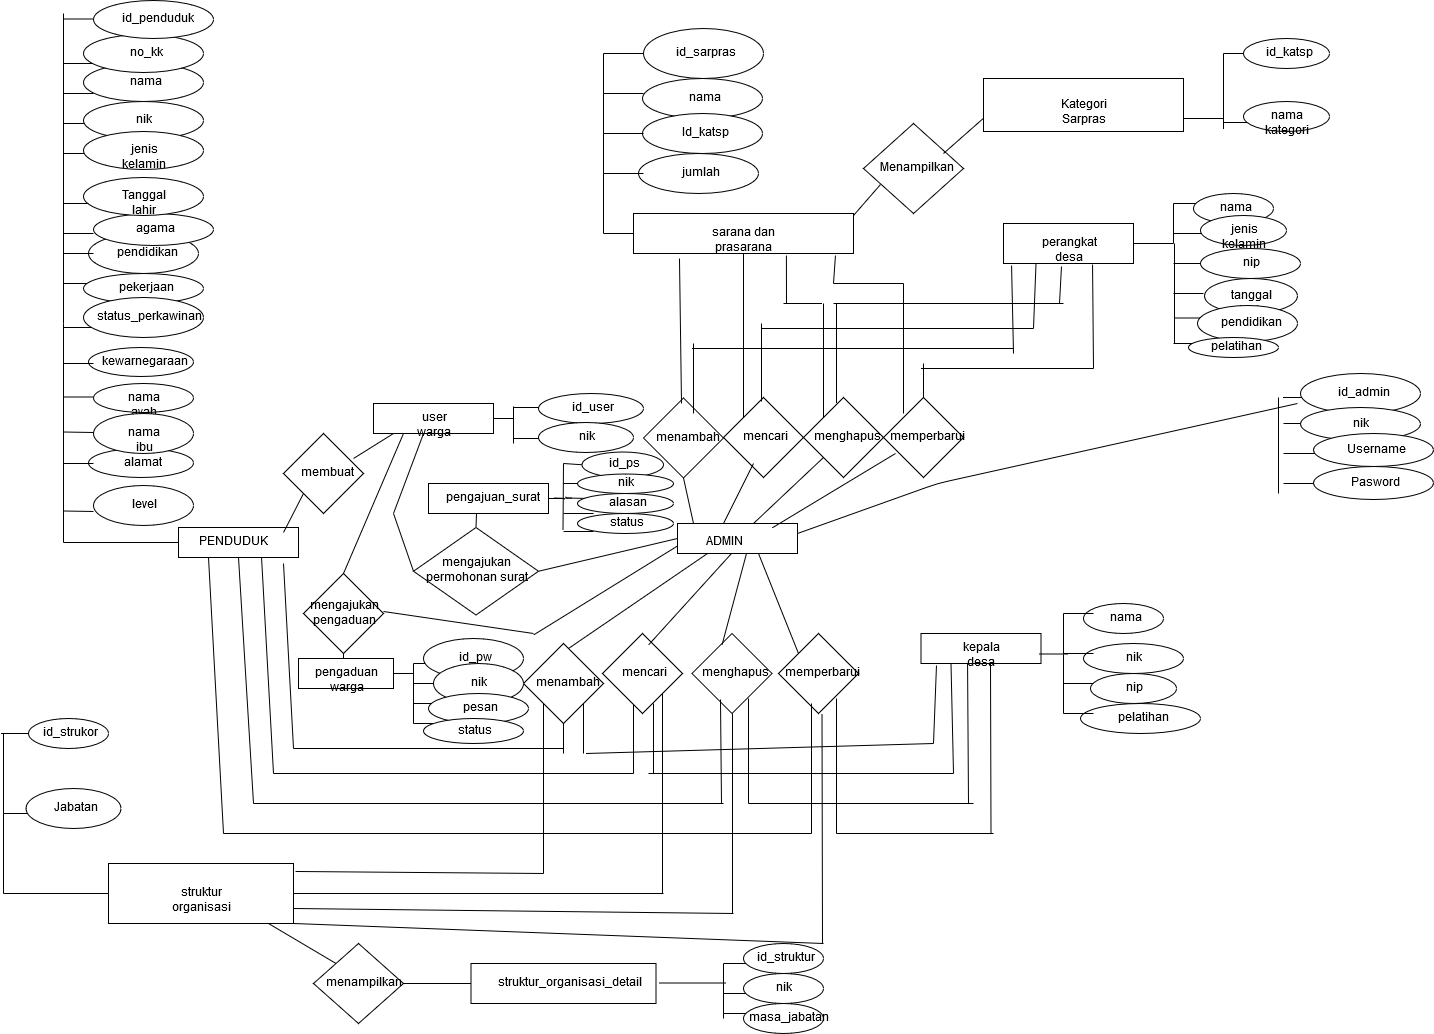 id_penduduk
no_kk
nama
nik
jenis
kelamin
Tanggal
lahir
agama
pendidikan
pekerjaan
status_perkawinan
kewarnegaraan
nama
ayah
nama
ibu
alamat
level
PENDUDUK
membuat
user
warga
id_user
nik
pengajuan_surat
id_ps
nik
alasan
status
mengajukan
permohonan surat
mengajukan
pengaduan
pengaduan
warga
id_pw
nik
pesan
status
id_sarpras
nama
Id_katsp
jumlah
sarana dan
prasarana
Menampilkan
Kategori
Sarpras
id_katsp
nama
kategori
perangkat
desa
nama
jenis
kelamin
nip
tanggal
pendidikan
pelatihan
menambah
mencari
menghapus
memperbarui
id_admin
nik
Username
Pasword
ADMIN
menambah
mencari
menghapus
memperbarui
kepala
desa
nama
nik
nip
pelatihan
id_strukor
Jabatan
struktur
organisasi
menampilkan
struktur_organisasi_detail
id_struktur
nik
masa_jabatan